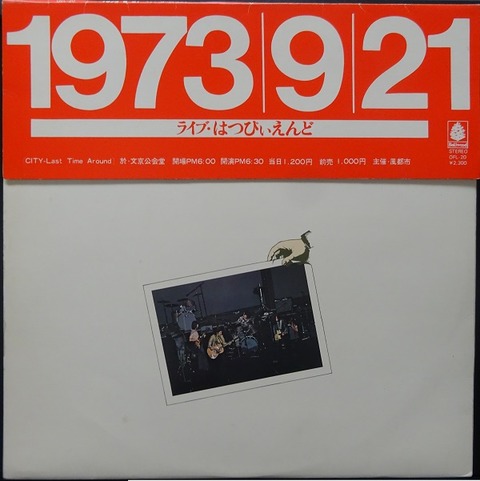 1973|9|21
ライブ・はっぴいえんど
CITY-Last Time Around 於・文京公会堂 開場PM6:00 開演PM6:30 当日1,200円 前売1,000円 主催・風都市
STEREO
OFL-20
¥2,300